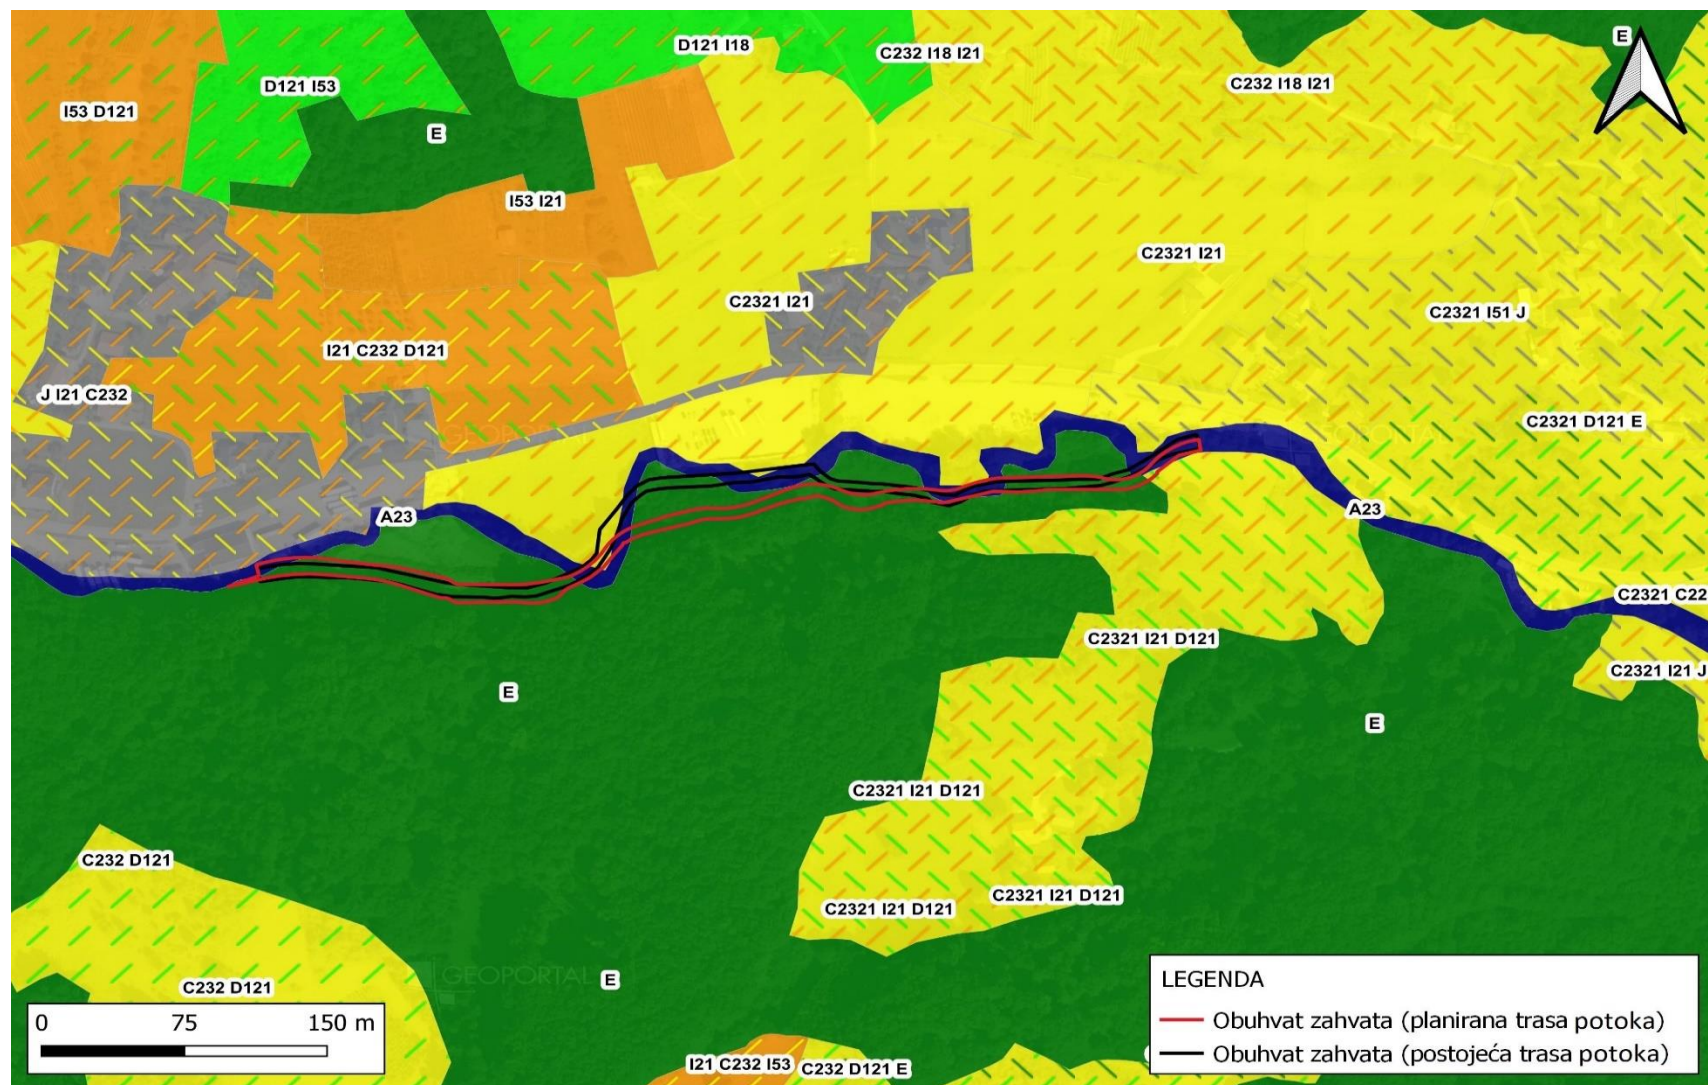 E
D121 I18
C232 I18 I21
C232 I18 I21
D121 I53
I53 D121
E
I53 I21
C2321 I21
C2321 I21
C2321 I51 J
I21 C232 D121
J I21 C232
C2321 D121 E
GEOPORTAL
GEOPORTAL
A23
A23
C2321 C22
C2321 I21 D121
C2321 I21 J
E
E
C2321 I21 D121
C232 D121
C2321 I21 D121
C2321 I21 D121
GEOPORTAL
E
C232 D121
0 75 150 m
I21 C232 I53
C232 D121 E
LEGENDA
Obuhvat zahvata (planirana trasa potoka)
Obuhvat zahvata (postojeća trasa potoka)